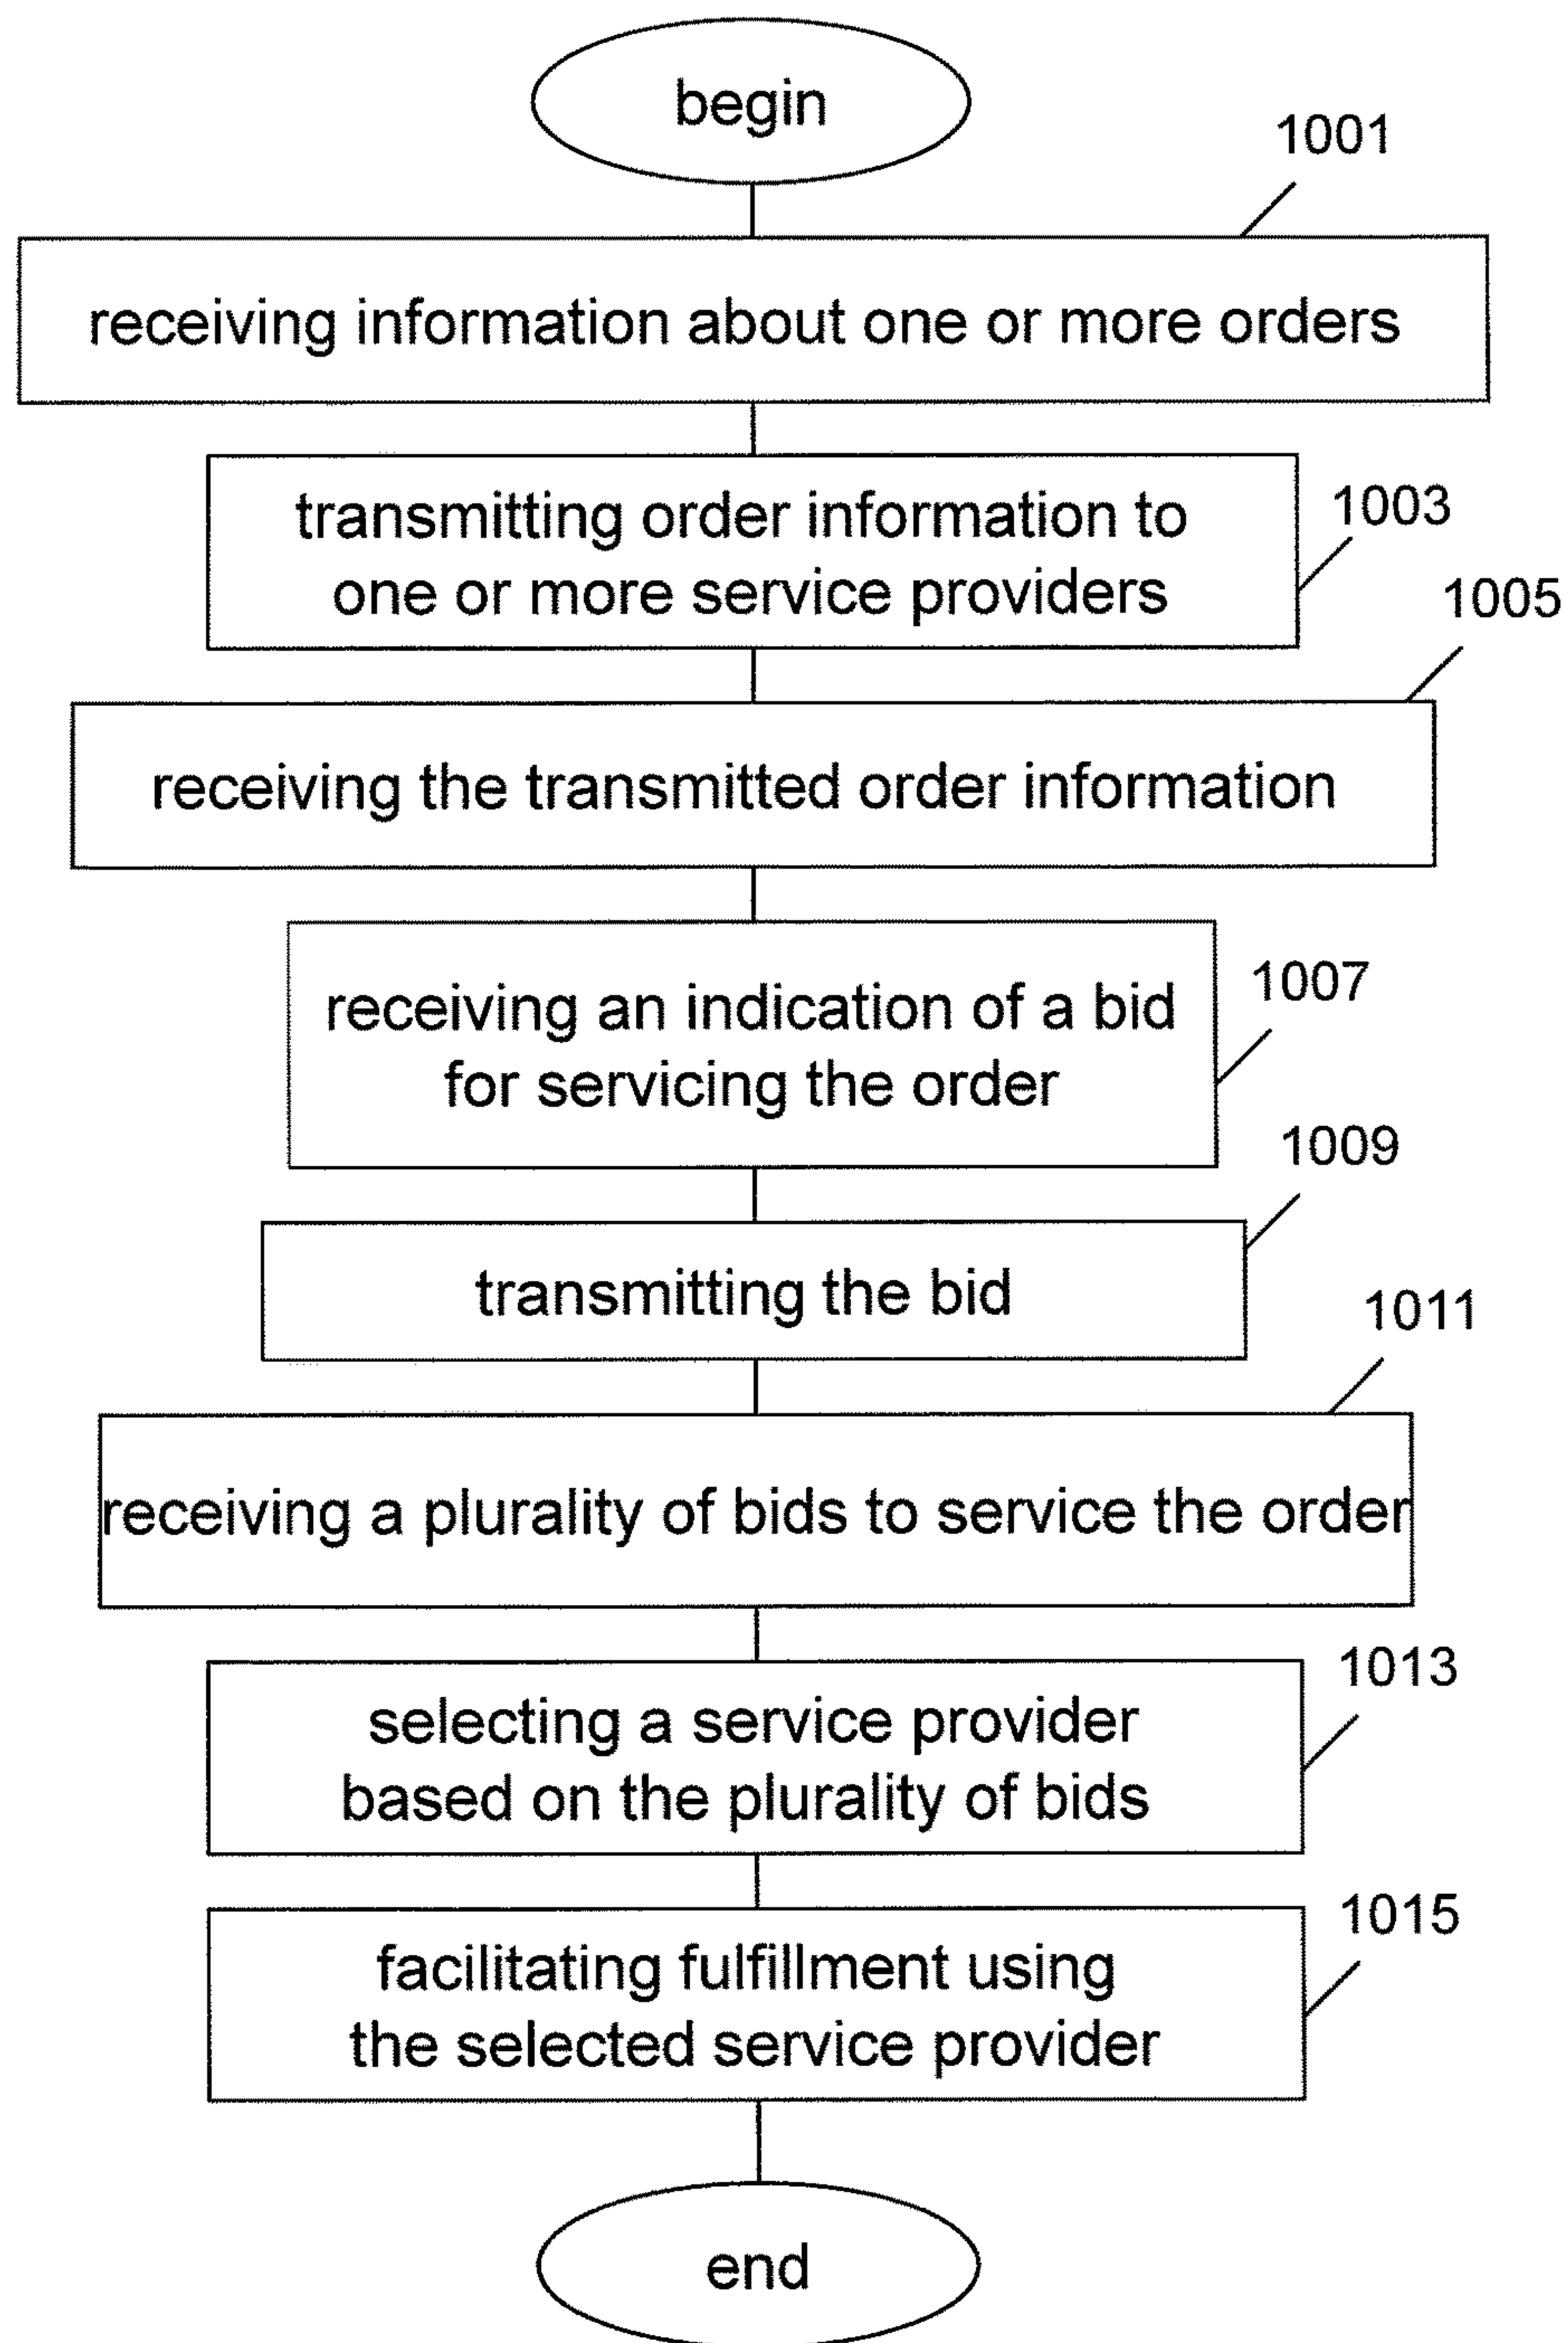 begin
1001
receiving information about one or more orders
transmitting order information to
one or more service providers
1003
1005
receiving the transmitted order information
receiving an indication of a bid
for servicing the order
1007
1009
transmitting the bid
1011
receiving a plurality of bids to service the order
selecting a service provider
based on the plurality of bids
1013
facilitating fulfillment using
the selected service provider
1015
end